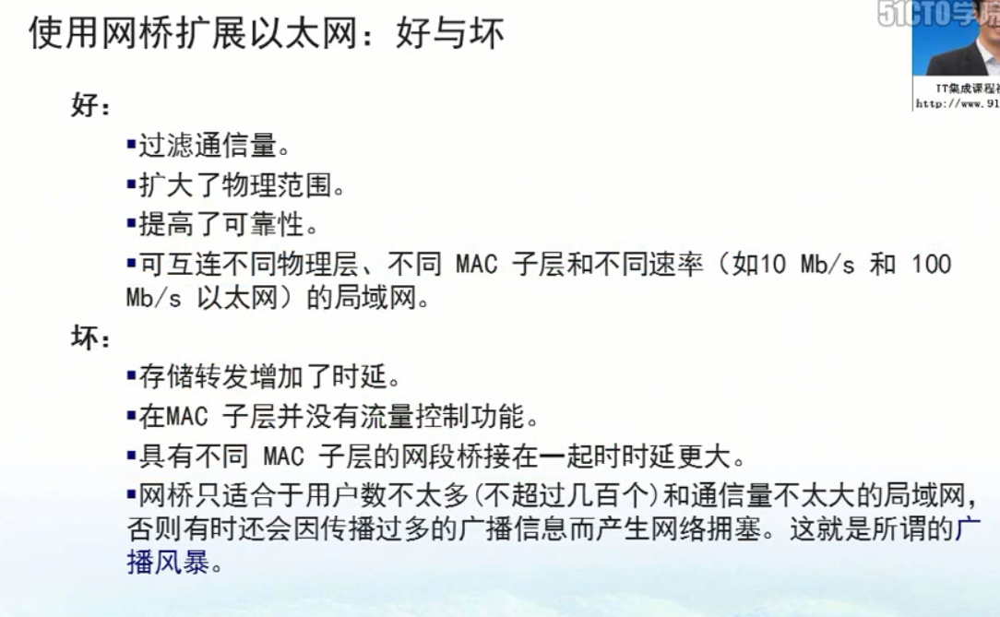 使用网桥扩展以太网：好与坏
51CTO学院
IT集成课程
http://www.91
好：
▪过滤通信量。
▪扩大了物理范围。
▪提高了可靠性。
▪可互连不同物理层、不同 MAC 子层和不同速率（如10 Mb/s 和 100
Mb/s 以太网）的局域网。
坏：
▪存储转发增加了时延。
▪在MAC 子层并没有流量控制功能。
▪具有不同 MAC 子层的网段桥接在一起时时延更大。
▪网桥只适合于用户数不太多(不超过几百个)和通信量不太大的局域网，
否则有时还会因传播过多的广播信息而产生网络拥塞。这就是所谓的广
播风暴。